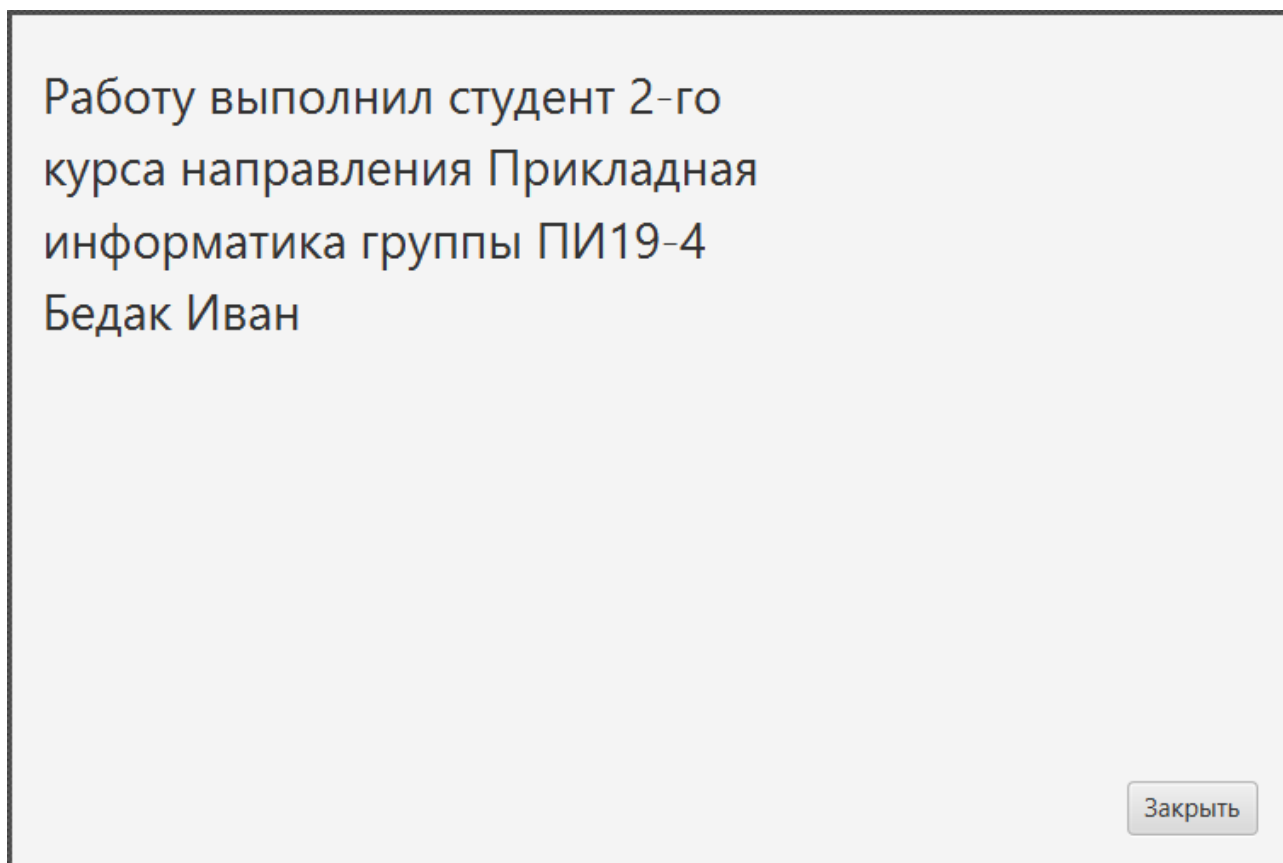 Работу выполнил студент 2-го
курса направления Прикладная
информатика группы ПИ19-4
Бедак Иван
Закрыть